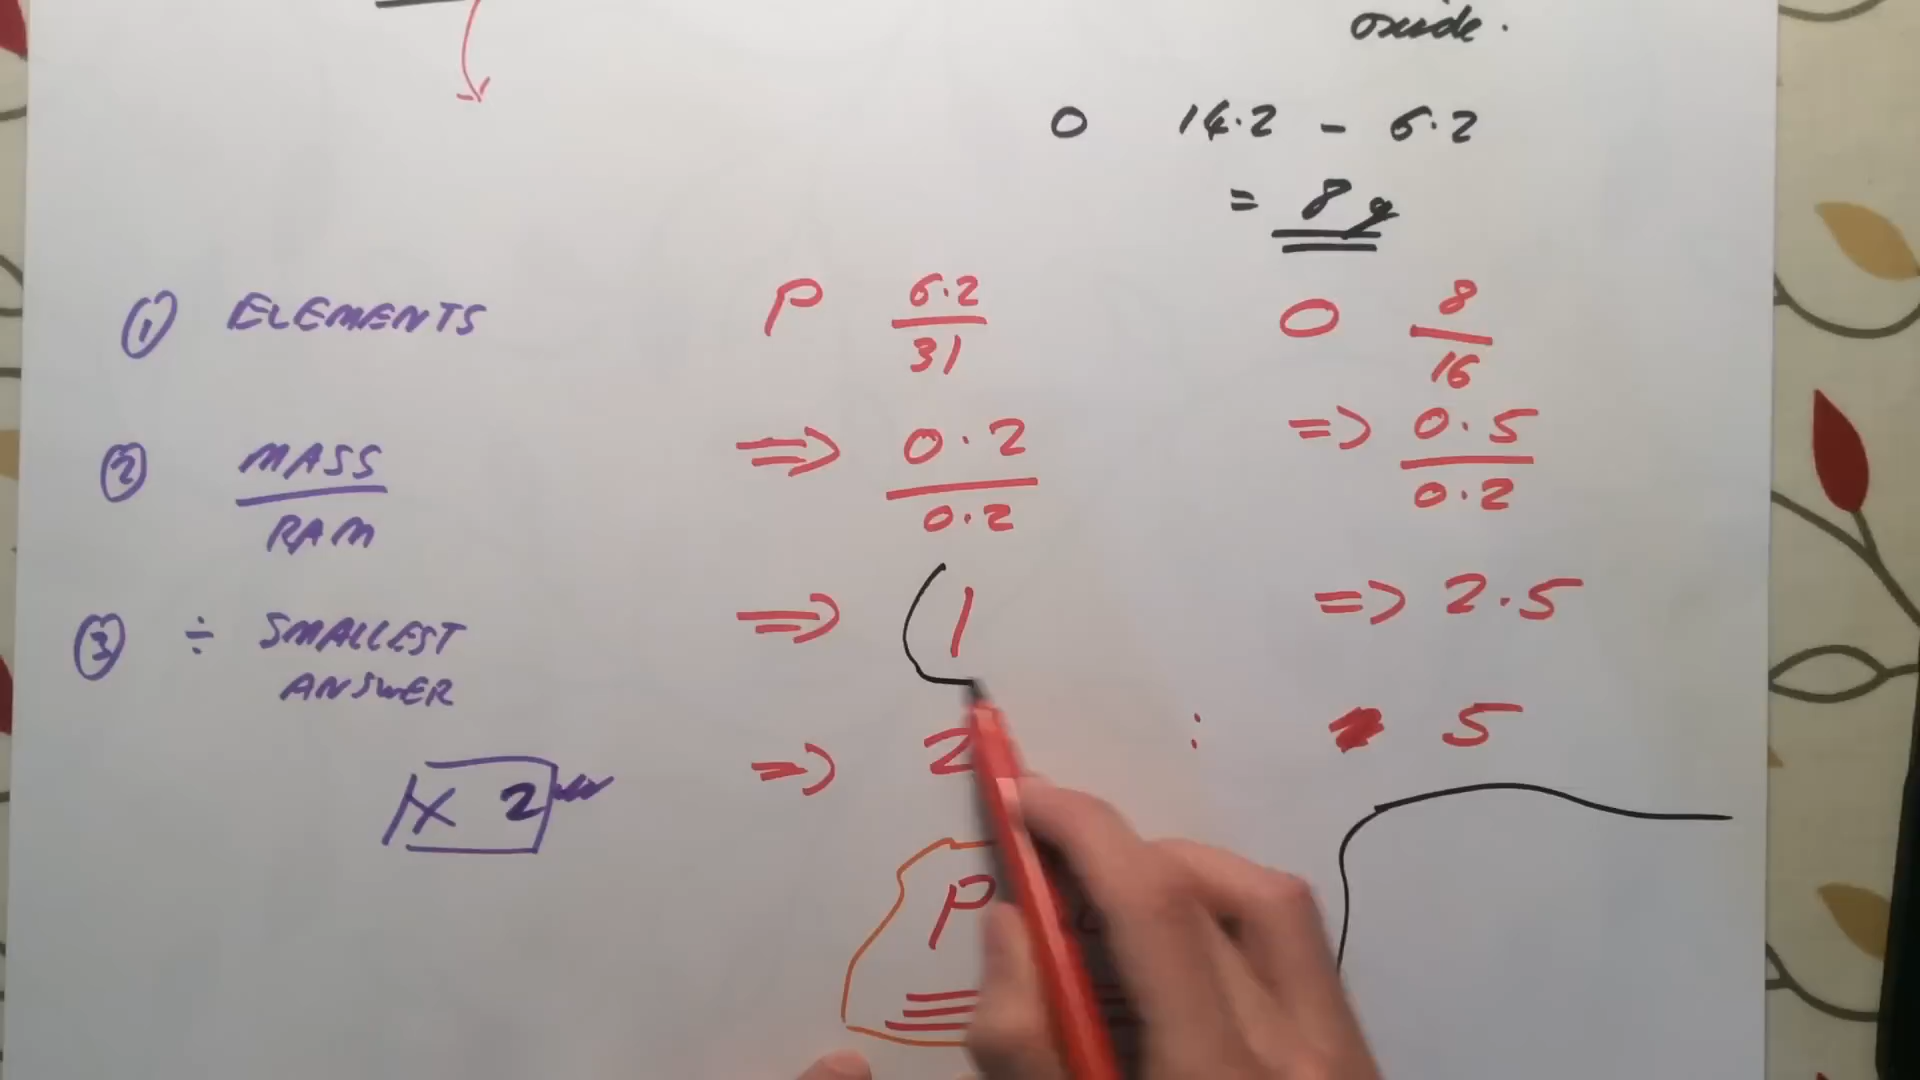 oxide.
O 14.2 - 6.2
= 8g
① ELEMENTS P 6.2/31 O 8/16
② MASS/RAM => 0.2/0.2 => 0.5/0.2
③ ÷ SMALLEST ANSWER => 1 => 2.5
x 2 => 2 : 5
P